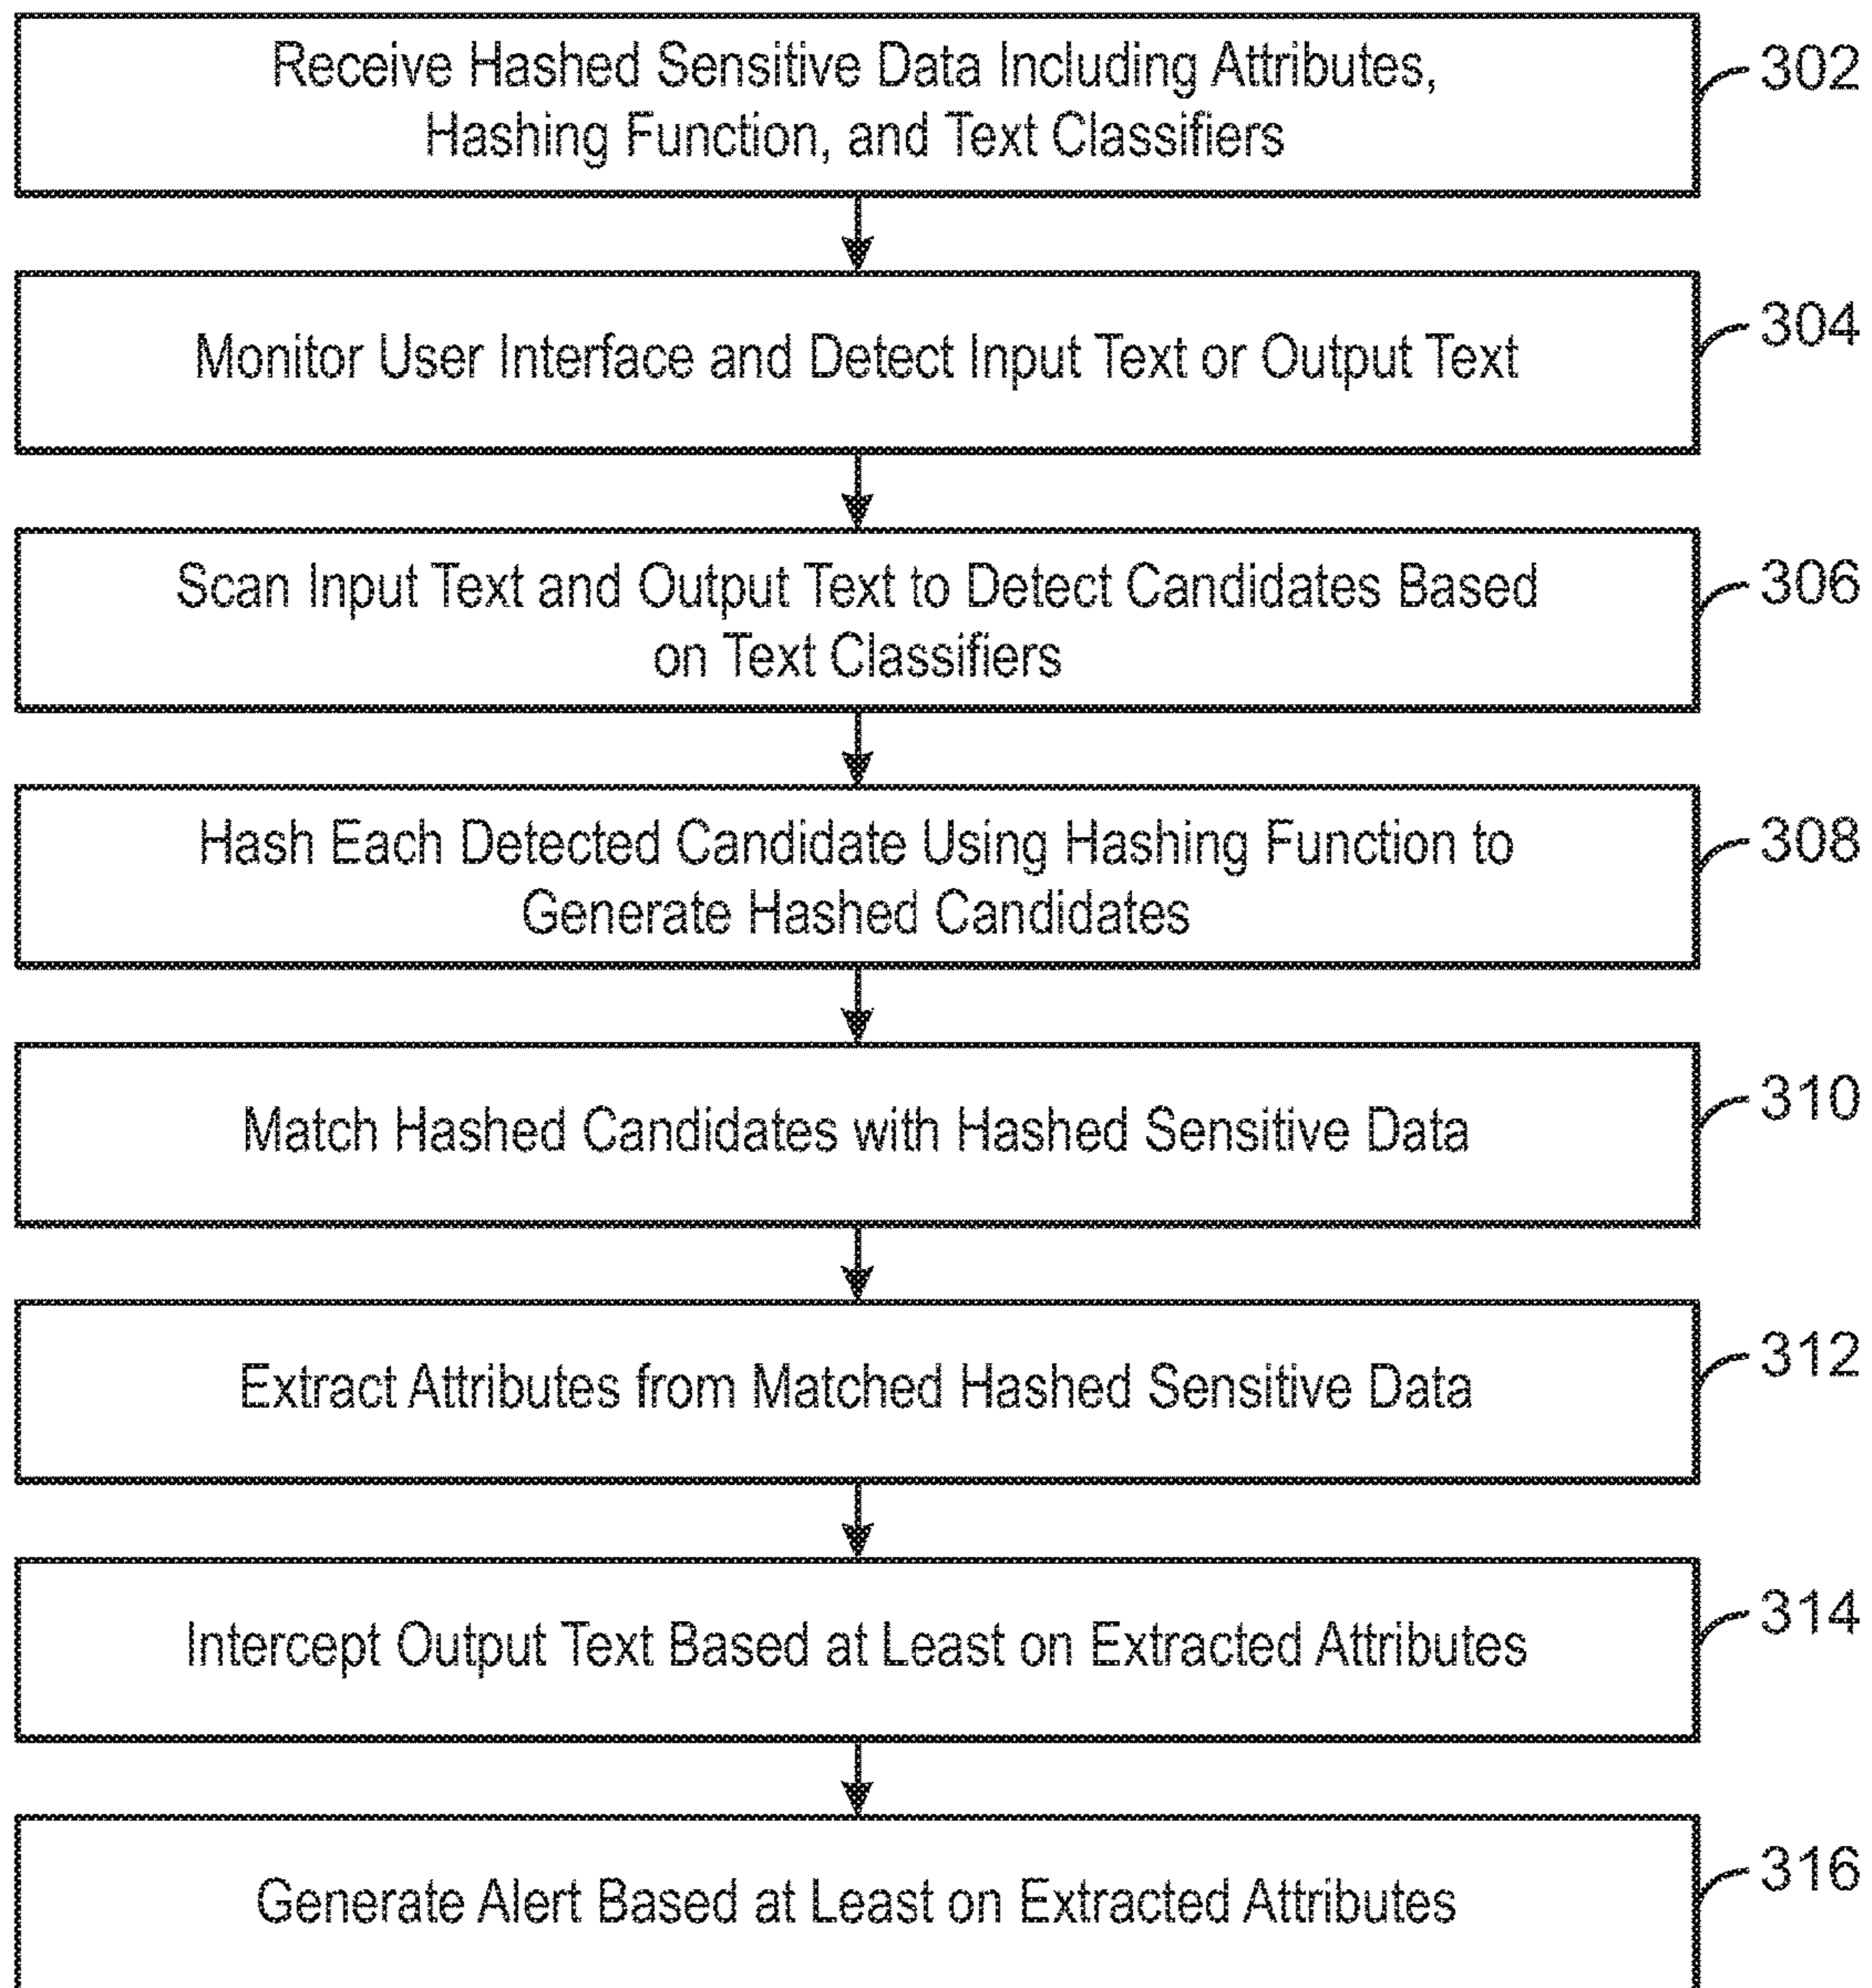 Receive Hashed Sensitive Data Including Attributes,
Hashing Function, and Text Classifiers
302
Monitor User Interface and Detect Input Text or Output Text
304
Scan Input Text and Output Text to Detect Candidates Based
on Text Classifiers
306
Hash Each Detected Candidate Using Hashing Function to
Generate Hashed Candidates
308
Match Hashed Candidates with Hashed Sensitive Data
310
Extract Attributes from Matched Hashed Sensitive Data
312
Intercept Output Text Based at Least on Extracted Attributes
314
Generate Alert Based at Least on Extracted Attributes
316